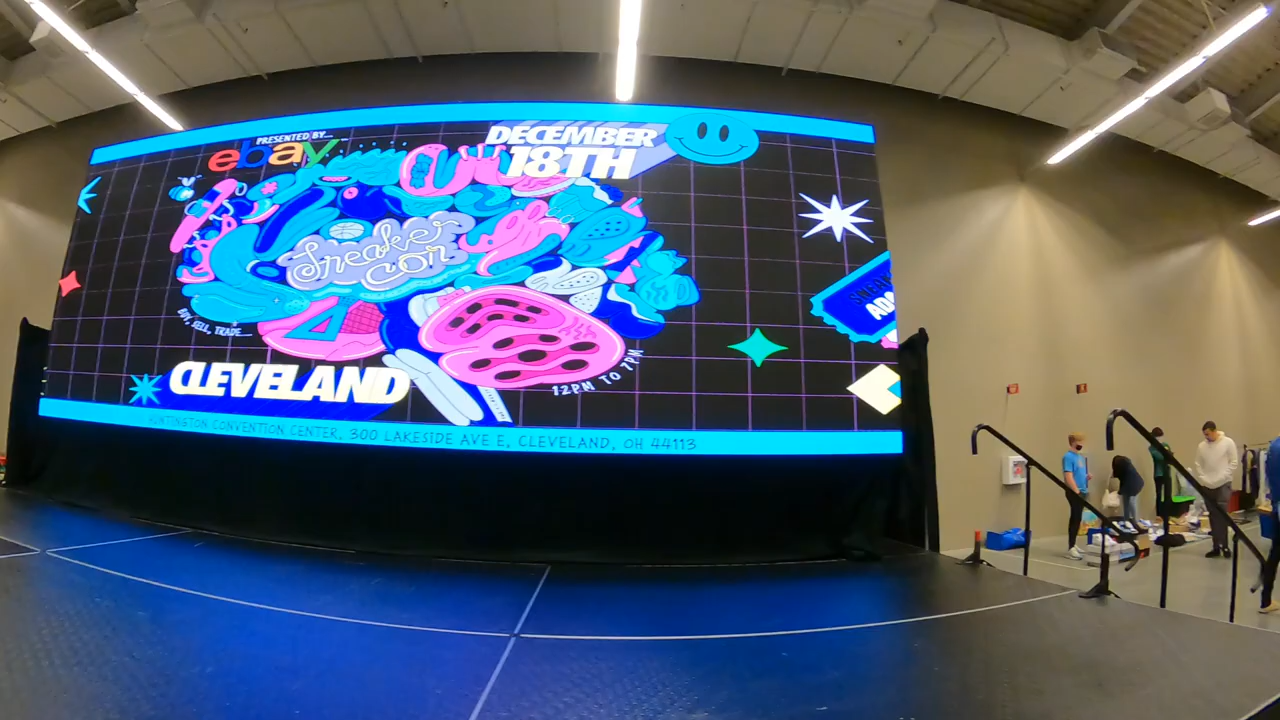 PRESENTED BY...
ebay
DECEMBER
18TH
Sneaker
con
BUY, SELL, TRADE....
CLEVELAND
12PM TO 7PM
HUNTINGTON CONVENTION CENTER, 300 LAKESIDE AVE E, CLEVELAND, OH 44113